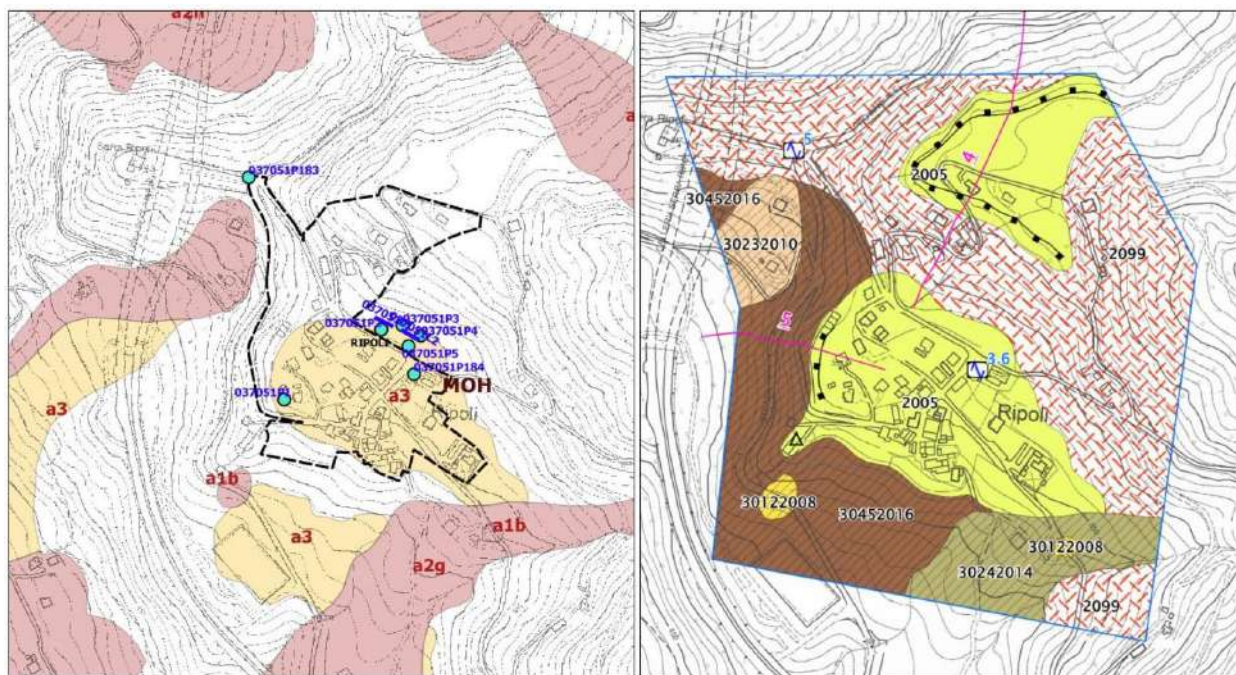 a2h
037051P183
037051P3
037051P4
RIPOLI
037051P5
037051P184
MOH
037051P1
a3
a3
Ripoli
a1b
a3
a1b
a2g
5
4
2005
30452016
30232010
2099
5
3.6
2005
Ripoli
30122008
30452016
30122008
30242014
2099